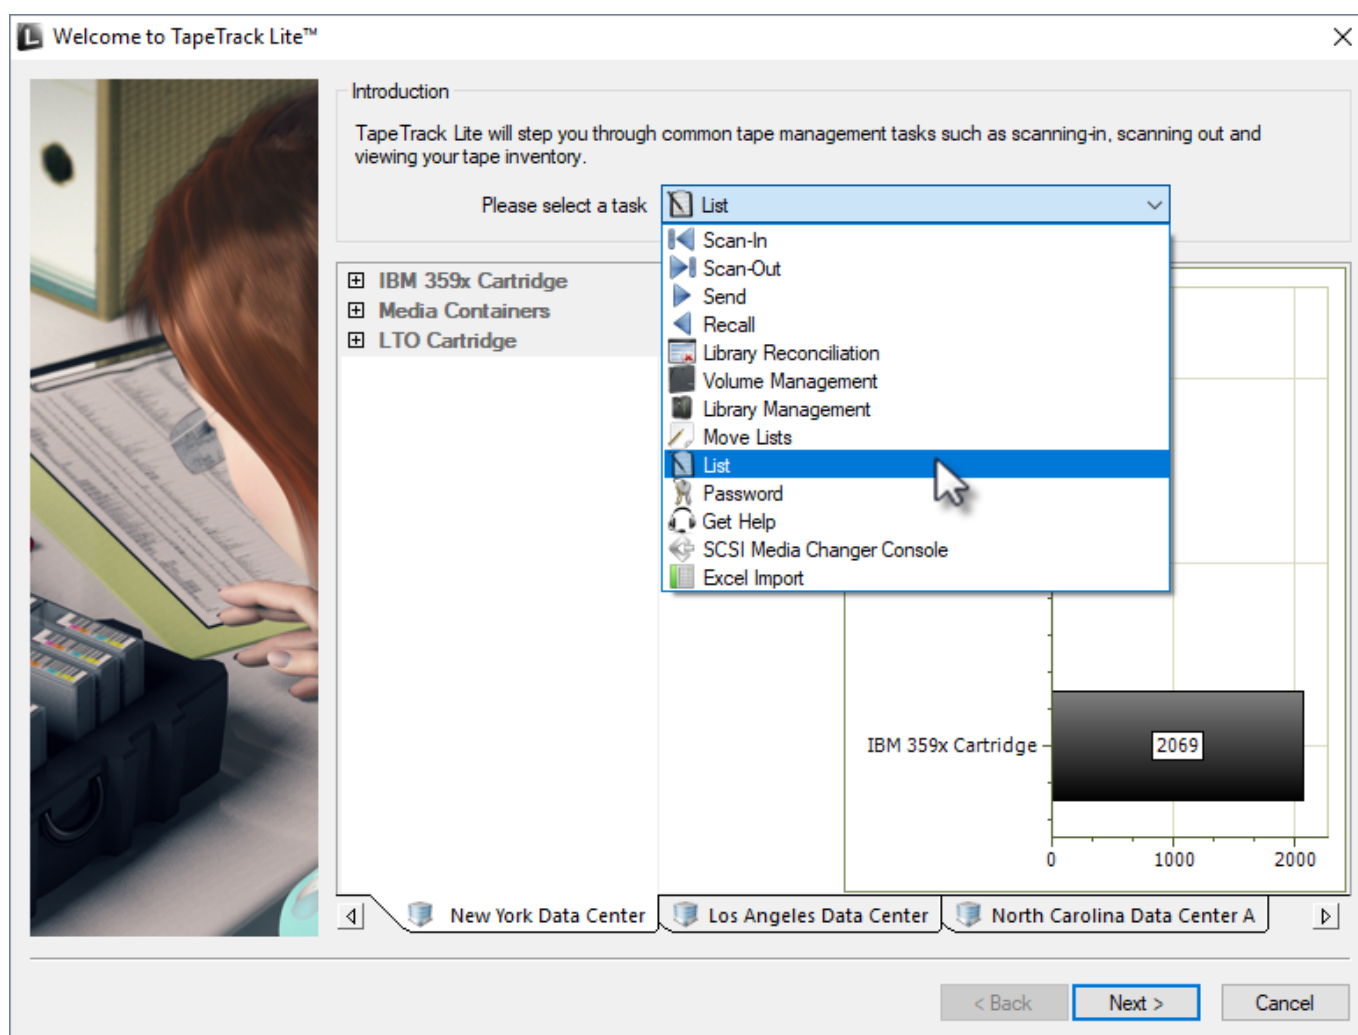 Welcome to TapeTrack Lite™
Introduction
TapeTrack Lite will step you through common tape management tasks such as scanning-in, scanning out and
viewing your tape inventory.
Please select a task
List
Scan-In
Scan-Out
Send
Recall
Library Reconciliation
Volume Management
Library Management
Move Lists
List
Password
Get Help
SCSI Media Changer Console
Excel Import
IBM 359x Cartridge
Media Containers
LTO Cartridge
IBM 359x Cartridge
2069
0 1000 2000
New York Data Center
Los Angeles Data Center
North Carolina Data Center A
< Back
Next >
Cancel